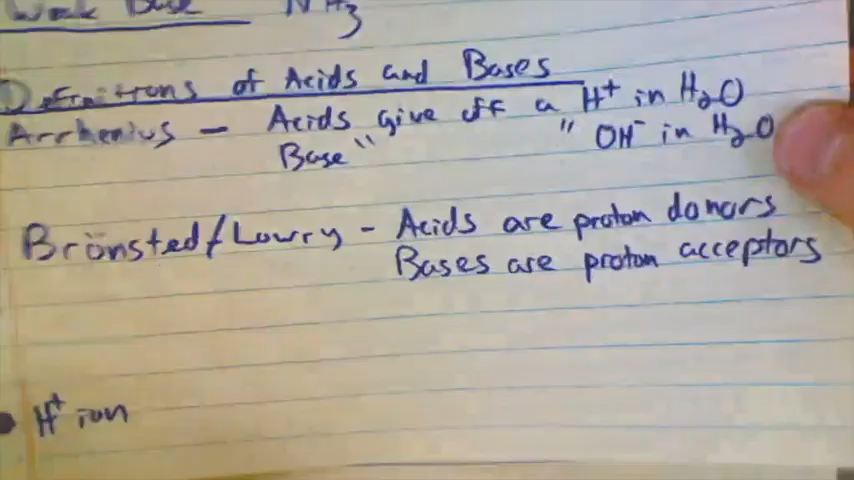 Weak Base NH3
Definitions of Acids and Bases
Arrhenius - Acids give off a H+ in H2O
Base " " OH- in H2O
Brönsted/Lowry - Acids are proton donors
Bases are proton acceptors
H+ ion